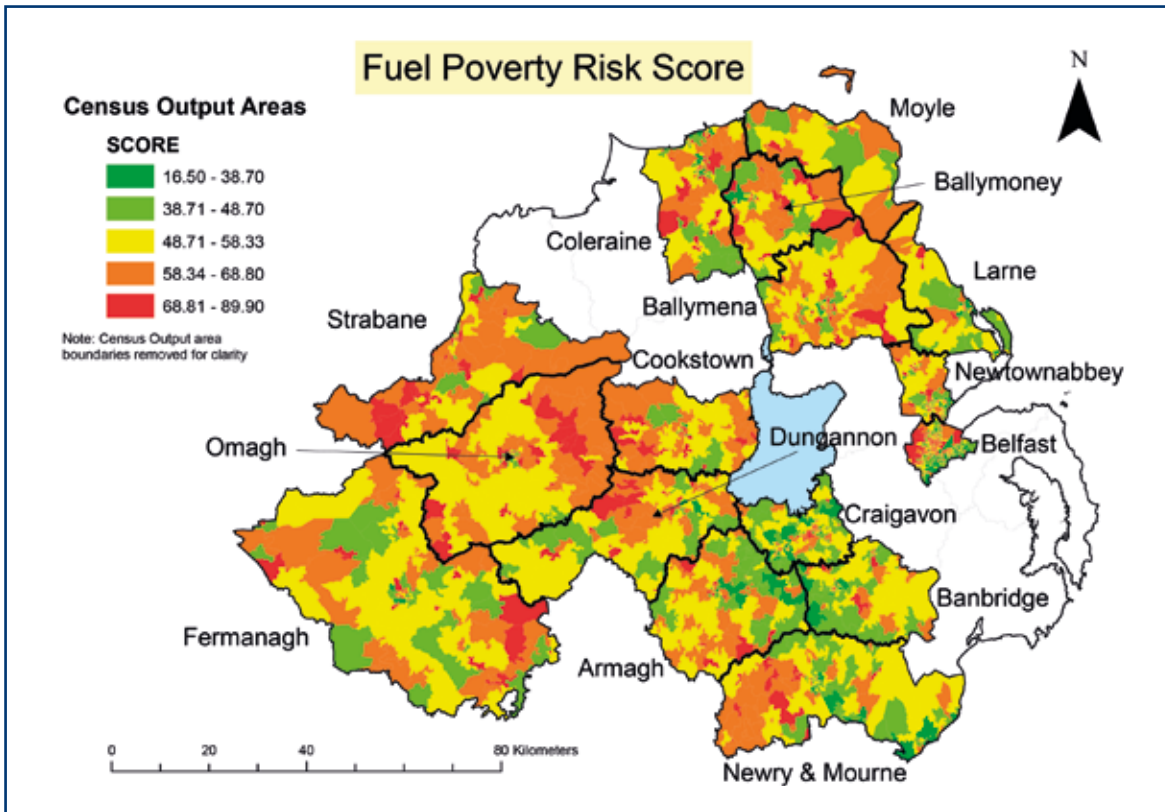 Fuel Poverty Risk Score
N
Census Output Areas
SCORE
16.50 - 38.70
38.71 - 48.70
48.71 - 58.33
58.34 - 68.80
68.81 - 89.90
Note: Census Output area
boundaries removed for clarity
Moyle
Ballymoney
Coleraine
Larne
Ballymena
Strabane
Cookstown
Newtownabbey
Omagh
Dungannon
Belfast
Craigavon
Banbridge
Fermanagh
Armagh
Newry & Mourne
0 20 40 80 Kilometers